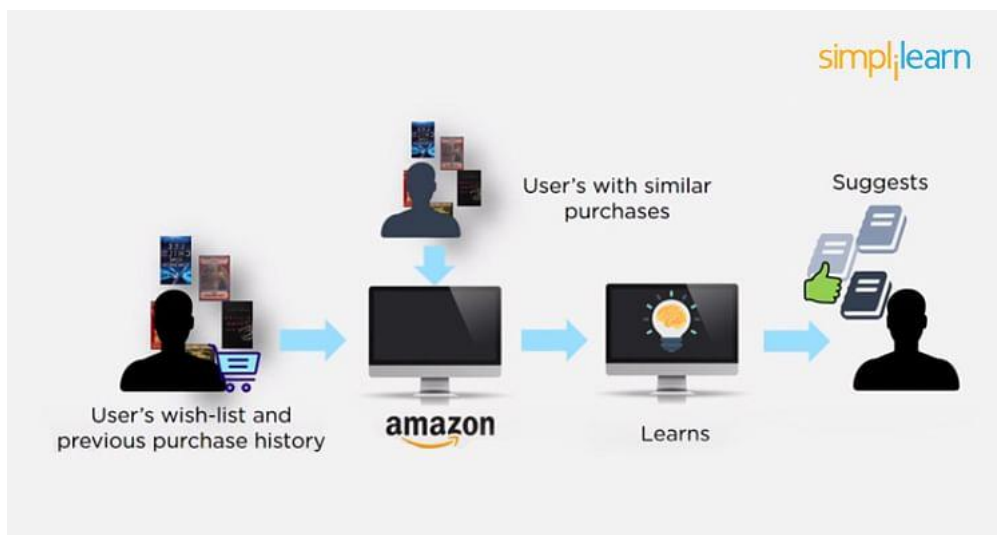 simplilearn
User's with similar
purchases
Suggests
User's wish-list and
previous purchase history
amazon
Learns